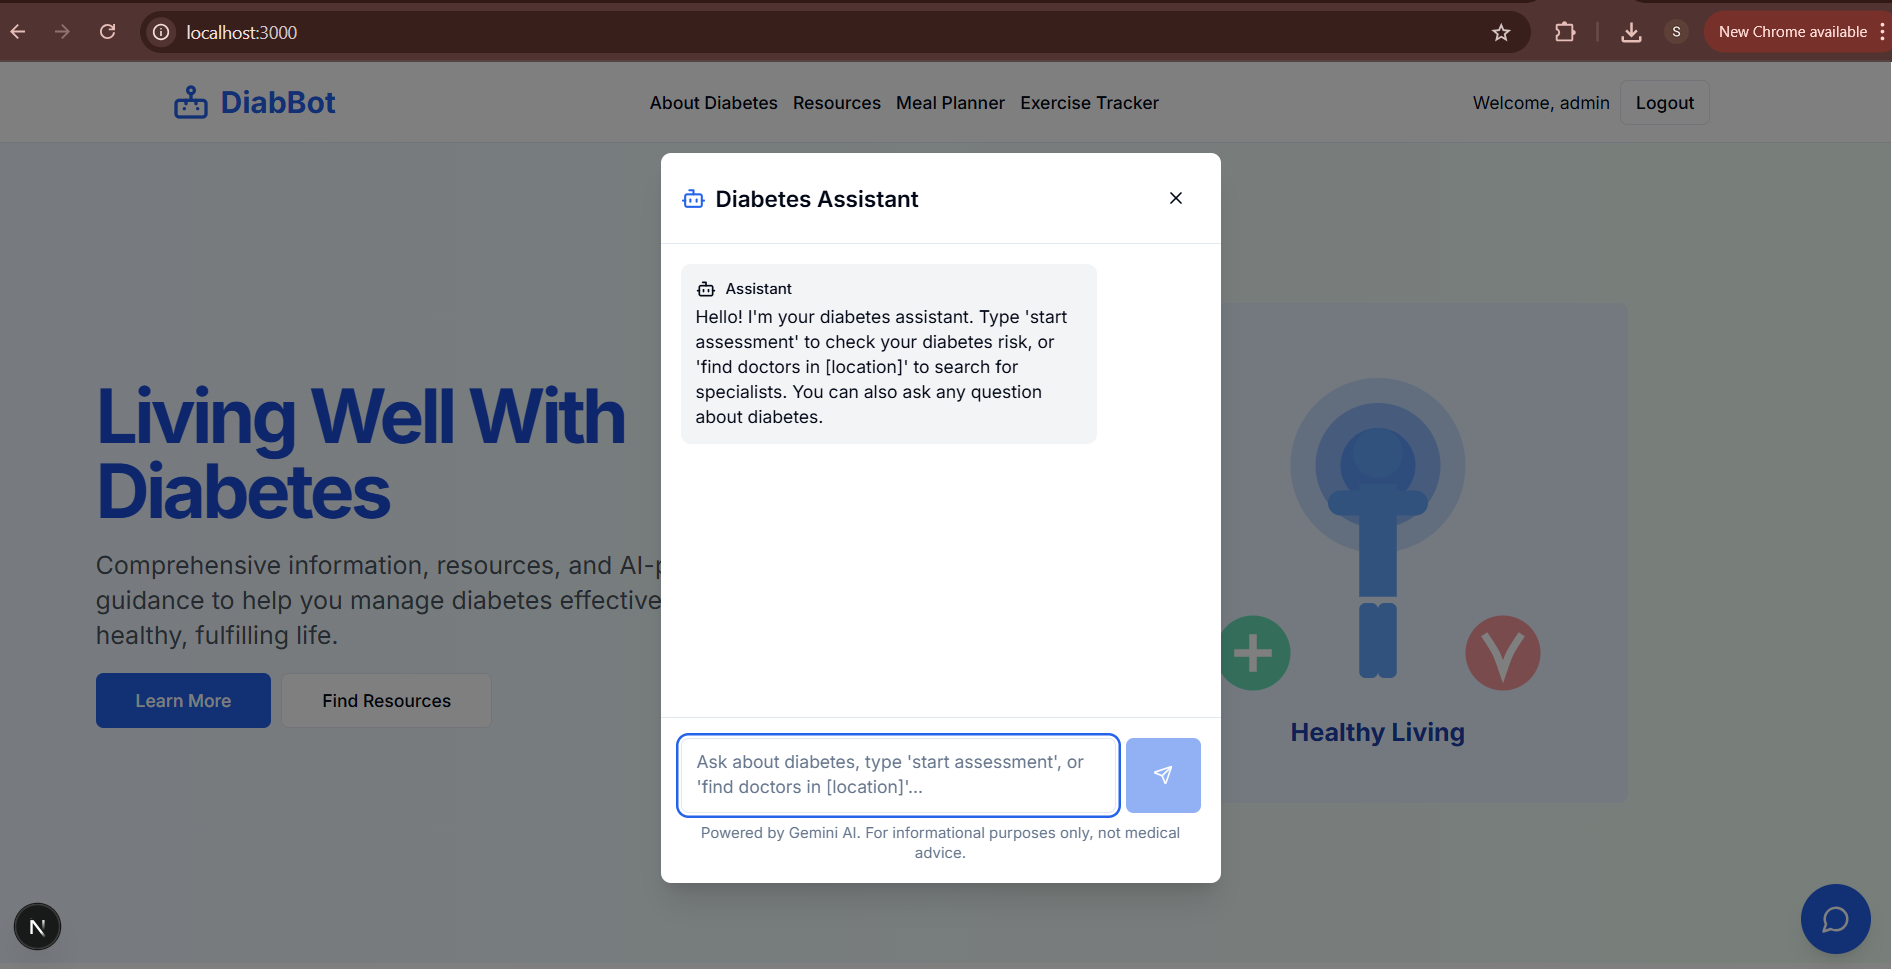 localhost:3000
S
New Chrome available
DiabBot
About Diabetes
Resources
Meal Planner
Exercise Tracker
Welcome, admin
Logout
Diabetes Assistant
Assistant
Hello! I'm your diabetes assistant. Type 'start
assessment' to check your diabetes risk, or
'find doctors in [location]' to search for
specialists. You can also ask any question
about diabetes.
Living Well With
Diabetes
Comprehensive information, resources, and AI-p
guidance to help you manage diabetes effective
healthy, fulfilling life.
Learn More
Find Resources
Healthy Living
Ask about diabetes, type 'start assessment', or
'find doctors in [location]'...
Powered by Gemini AI. For informational purposes only, not medical
advice.
N